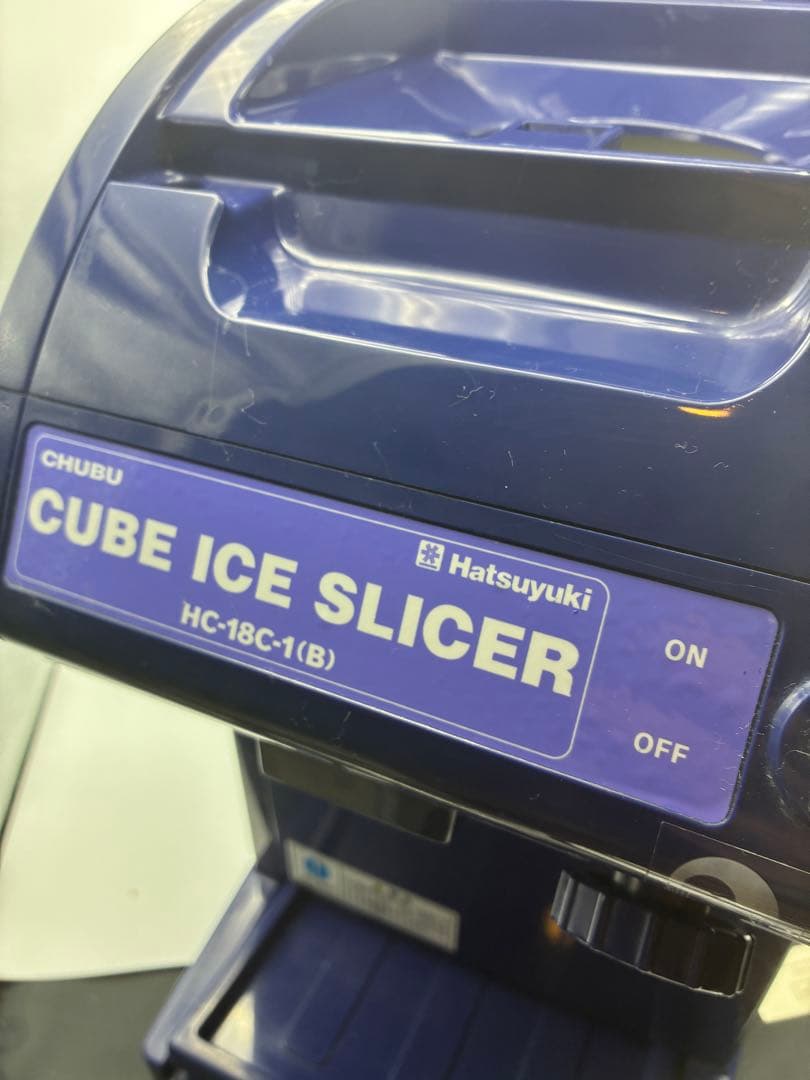 CHUBU
CUBE ICE SLICER
Hatsuyuki
HC-18C-1(B)
ON
OFF